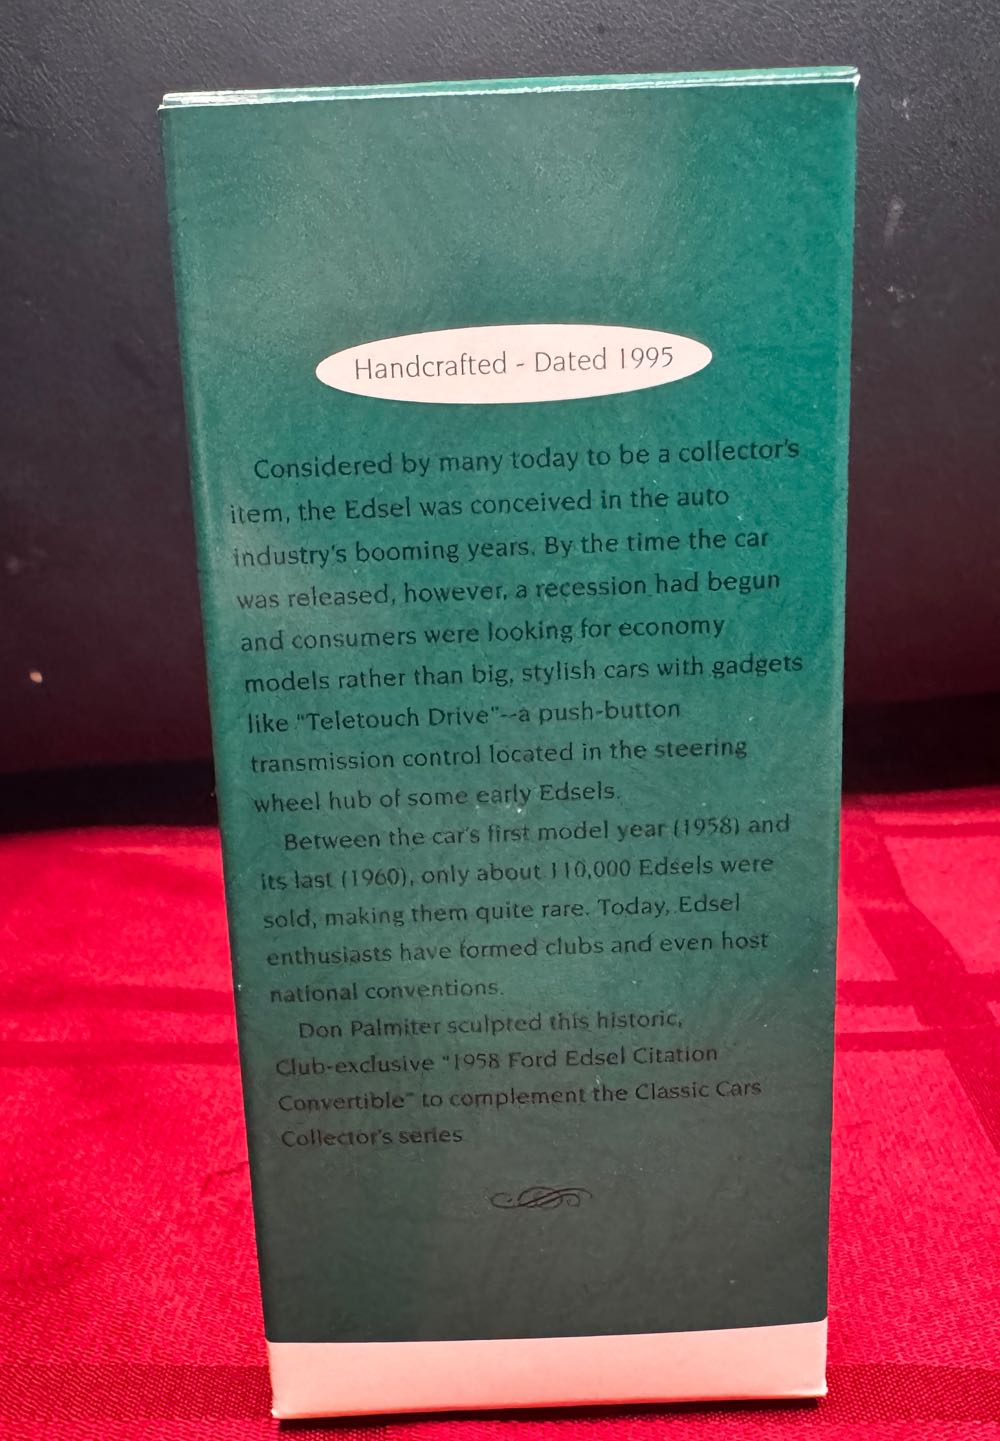 Handcrafted - Dated 1995
Considered by many today to be a collector's
item, the Edsel was conceived in the auto
industry's booming years. By the time the car
was released, however, a recession had begun
and consumers were looking for economy
models rather than big, stylish cars with gadgets
like "Teletouch Drive"--a push-button
transmission control located in the steering
wheel hub of some early Edsels.
Between the car's first model year (1958) and
its last (1960), only about 110,000 Edsels were
sold, making them quite rare. Today, Edsel
enthusiasts have formed clubs and even host
national conventions.
Don Palmiter sculpted this historic,
Club-exclusive "1958 Ford Edsel Citation
Convertible" to complement the Classic Cars
Collector's series